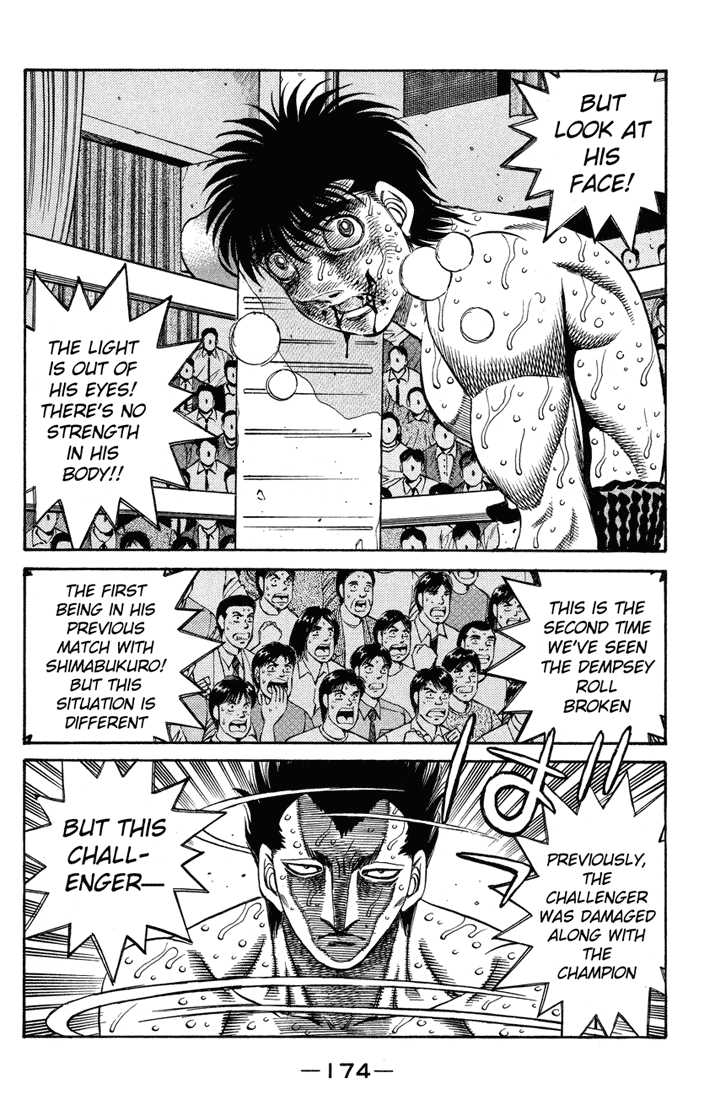 BUT
LOOK AT
HIS
FACE!
THE LIGHT
IS OUT OF
HIS EYES!
THERE'S NO
STRENGTH
IN HIS
BODY!!
THIS IS THE
SECOND TIME
WE'VE SEEN
THE DEMPSEY
ROLL
BROKEN
THE FIRST
BEING IN HIS
PREVIOUS
MATCH WITH
SHIMABUKURO!
BUT THIS
SITUATION IS
DIFFERENT
PREVIOUSLY,
THE
CHALLENGER
WAS DAMAGED
ALONG WITH
THE
CHAMPION
BUT THIS
CHALL-
ENGER—
—174—